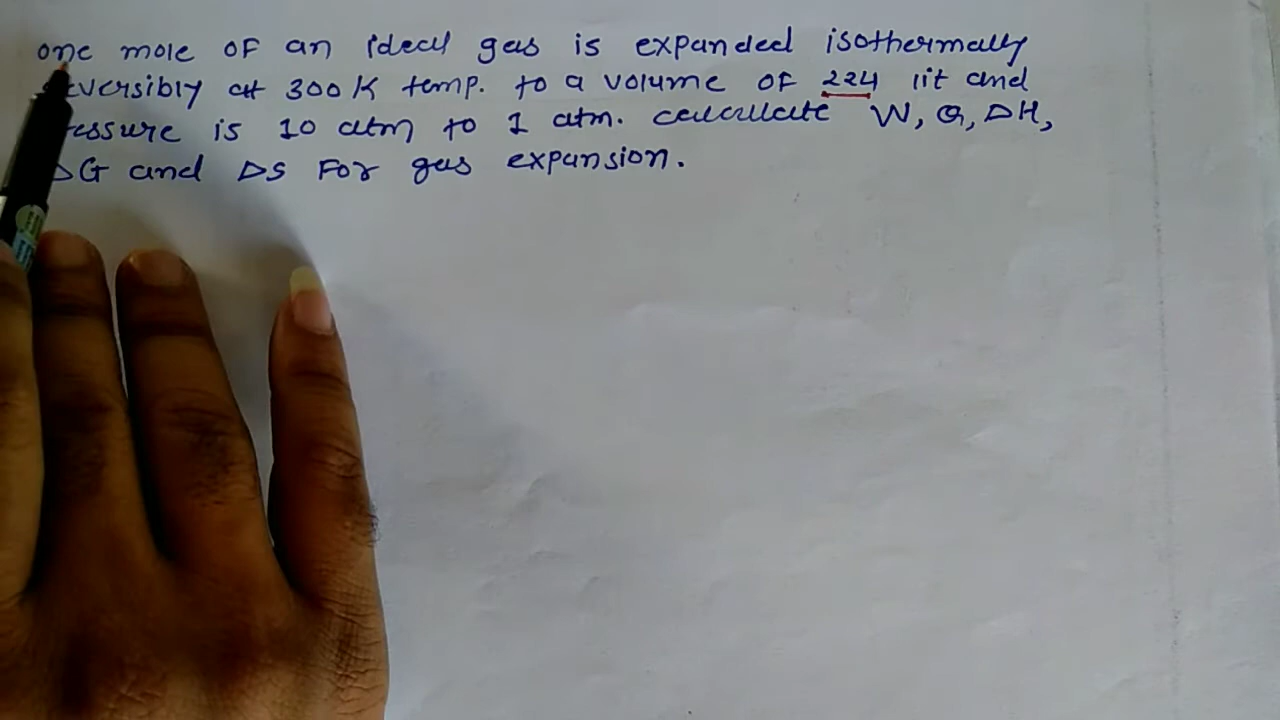 one mole of an ideal gas is expanded isothermally
versibly at 300 K temp. to a volume of 224 lit and
essure is 10 atm to 1 atm. calculate W, Q, ΔH,
ΔG and ΔS For gas expansion.